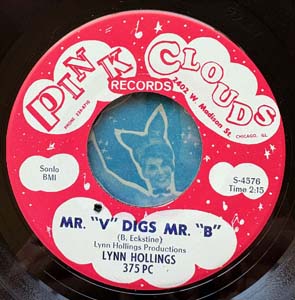 PINK CLOUDS
RECORDS
2402 W. Madison St.
CHICAGO, ILL.
Sonlo
BMI
S-4576
Time 2:15
MR. "V" DIGS MR. "B"
(B. Eckstine)
Lynn Hollings Productions
LYNN HOLLINGS
375 PC